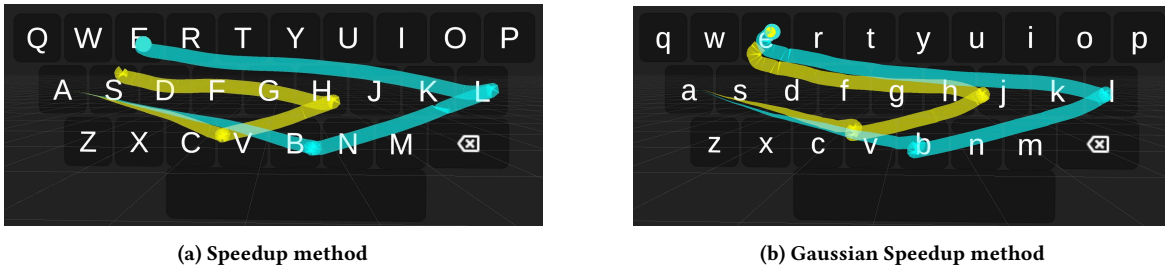 Q W E R T Y U I O P
A S D F G H J K L
Z X C V B N M
(a) Speedup method
q w e r t y u i o p
a s d f g h j k l
z x c v b n m
(b) Gaussian Speedup method